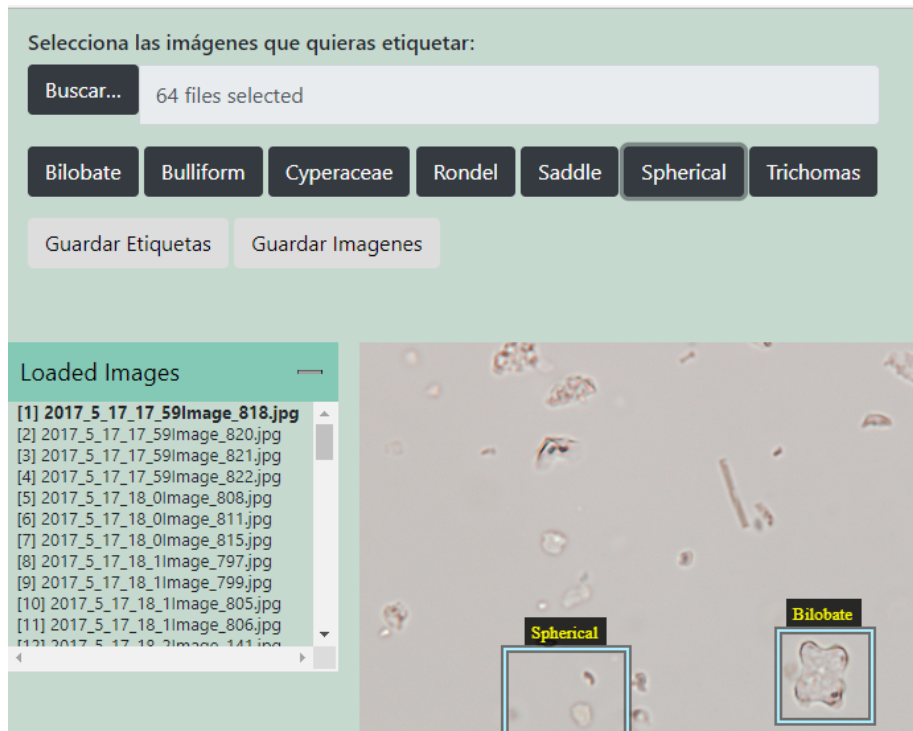 Selecciona las imágenes que quieras etiquetar:
Buscar... 64 files selected
Bilobate Bulliform Cyperaceae Rondel Saddle Spherical Trichomas
Guardar Etiquetas Guardar Imagenes
Loaded Images
[1] 2017_5_17_17_59Image_818.jpg
[2] 2017_5_17_17_59Image_820.jpg
[3] 2017_5_17_17_59Image_821.jpg
[4] 2017_5_17_17_59Image_822.jpg
[5] 2017_5_17_18_0Image_808.jpg
[6] 2017_5_17_18_0Image_811.jpg
[7] 2017_5_17_18_0Image_815.jpg
[8] 2017_5_17_18_1Image_797.jpg
[9] 2017_5_17_18_1Image_799.jpg
[10] 2017_5_17_18_1Image_805.jpg
[11] 2017_5_17_18_1Image_806.jpg
[12] 2017_5_17_18_2Image_141.jpg
Bilobate
Spherical